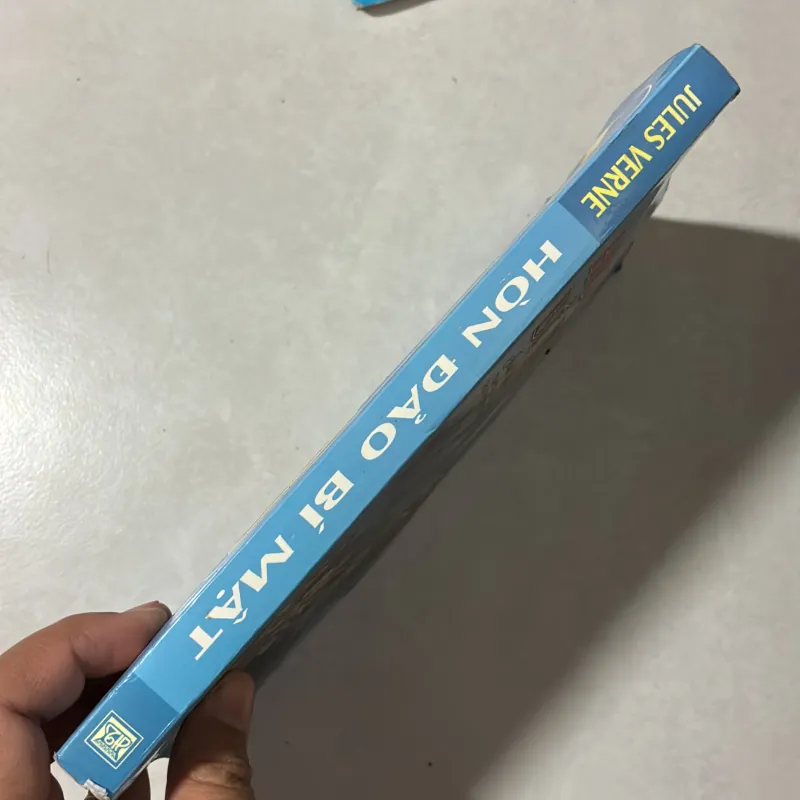 JULES VERNE
HÒN ĐẢO BÍ MẬT